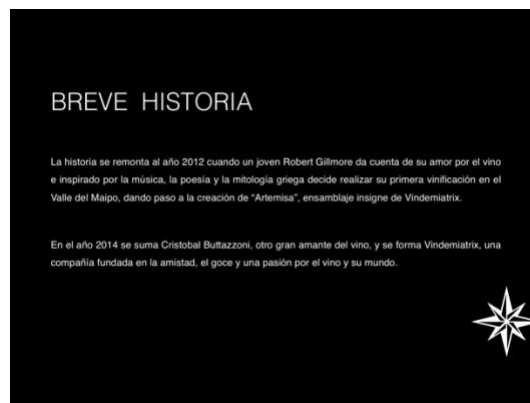 BREVE HISTORIA
La historia se remonta al año 2012 cuando un joven Robert Gillmore da cuenta de su amor por el vino
e inspirado por la música, la poesía y la mitología griega decide realizar su primera vinificación en el
Valle del Maipo, dando paso a la creación de “Artemisa”, ensamblaje insigne de Vindemiatrix.
En el año 2014 se suma Cristobal Buttazzoni, otro gran amante del vino, y se forma Vindemiatrix, una
compañía fundada en la amistad, el goce y una pasión por el vino y su mundo.